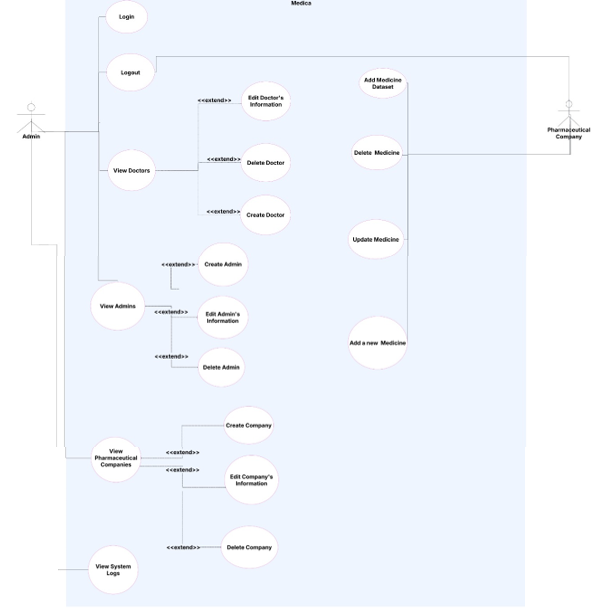 Medica
Login
Logout
Add Medicine
Dataset
<<extend>>
Edit Doctor's
Information
Admin
Pharmaceutical
Company
Delete Medicine
View Doctors
<<extend>>
Delete Doctor
<<extend>>
Create Doctor
Update Medicine
<<extend>>
Create Admin
View Admins
<<extend>>
Edit Admin's
Information
Add a new Medicine
<<extend>>
Delete Admin
Create Company
View
Pharmaceutical
Companies
<<extend>>
<<extend>>
Edit Company's
Information
<<extend>>
Delete Company
View System
Logs